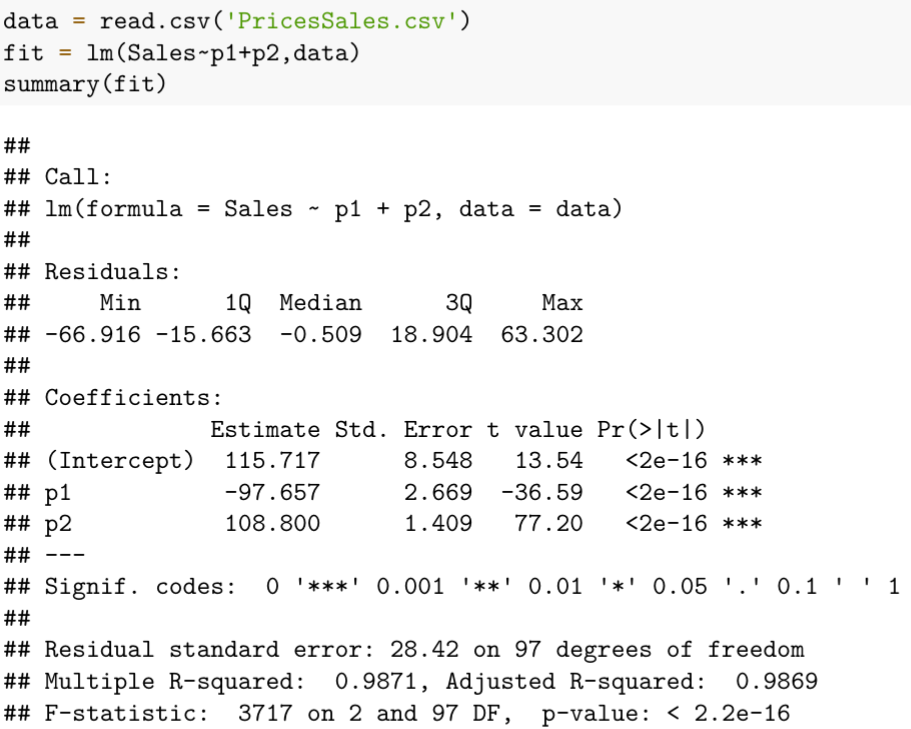 data = read.csv('PricesSales.csv')
fit = lm(Sales~p1+p2,data)
summary(fit)
##
## Call:
## lm(formula = Sales ~ p1 + p2, data = data)
##
## Residuals:
##     Min      1Q  Median      3Q     Max
## -66.916 -15.663  -0.509  18.904  63.302
##
## Coefficients:
##             Estimate Std. Error t value Pr(>|t|)
## (Intercept)  115.717      8.548   13.54   <2e-16 ***
## p1           -97.657      2.669  -36.59   <2e-16 ***
## p2           108.800      1.409   77.20   <2e-16 ***
## ---
## Signif. codes:  0 '***' 0.001 '**' 0.01 '*' 0.05 '.' 0.1 ' ' 1
##
## Residual standard error: 28.42 on 97 degrees of freedom
## Multiple R-squared:  0.9871, Adjusted R-squared:  0.9869
## F-statistic:  3717 on 2 and 97 DF,  p-value: < 2.2e-16